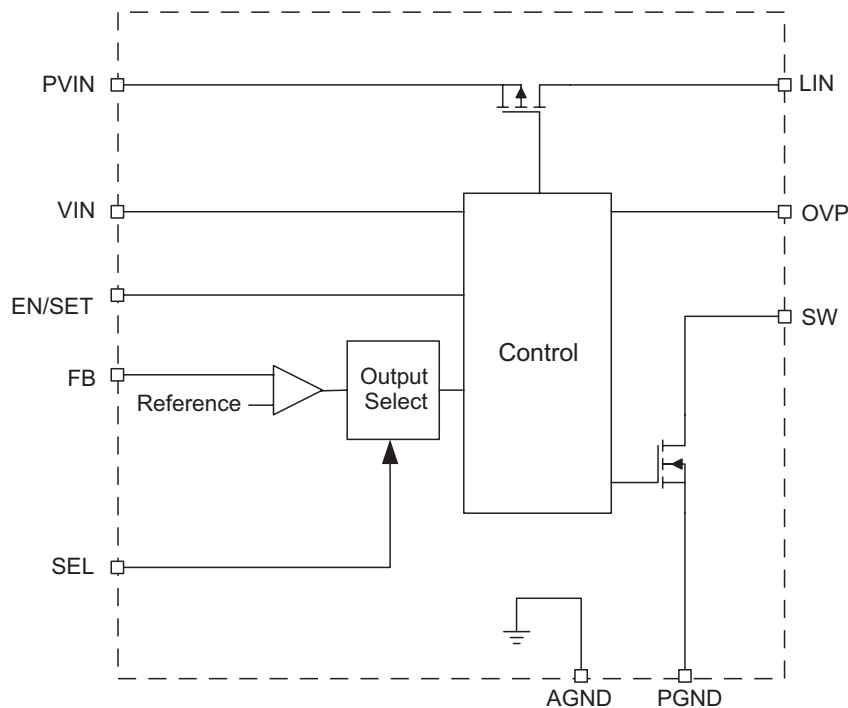 PVIN
LIN
VIN
OVP
EN/SET
SW
Control
FB
Output
Select
Reference
SEL
AGND
PGND